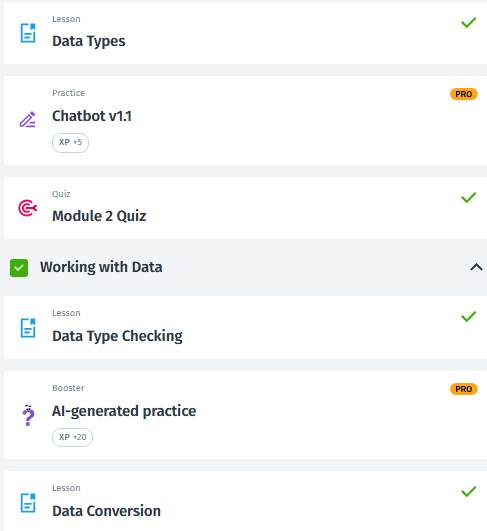 Lesson
Data Types
Practice
PRO
Chatbot v1.1
XP +5
Quiz
Module 2 Quiz
Working with Data
Lesson
Data Type Checking
Booster
PRO
AI-generated practice
XP +20
Lesson
Data Conversion